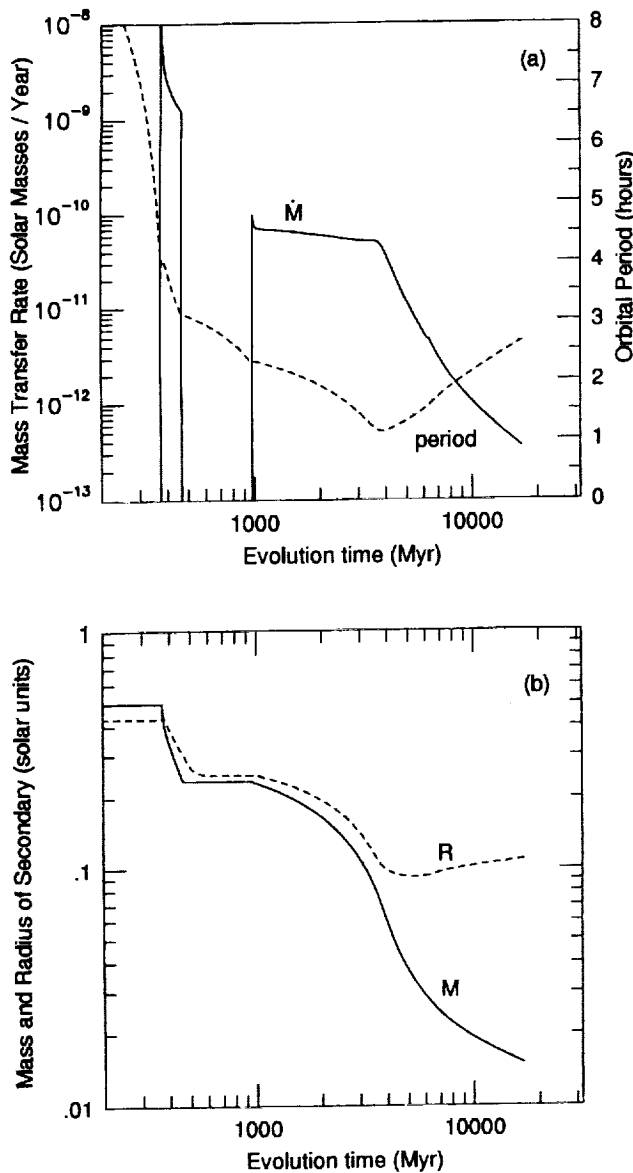 (a)
Mass Transfer Rate (Solar Masses / Year)
10⁻⁸
10⁻⁹
10⁻¹⁰
10⁻¹¹
10⁻¹²
10⁻¹³
Ṁ
period
8
7
6
5
4
3
2
1
0
Orbital Period (hours)
1000
10000
Evolution time (Myr)
(b)
Mass and Radius of Secondary (solar units)
1
.1
.01
R
M
1000
10000
Evolution time (Myr)